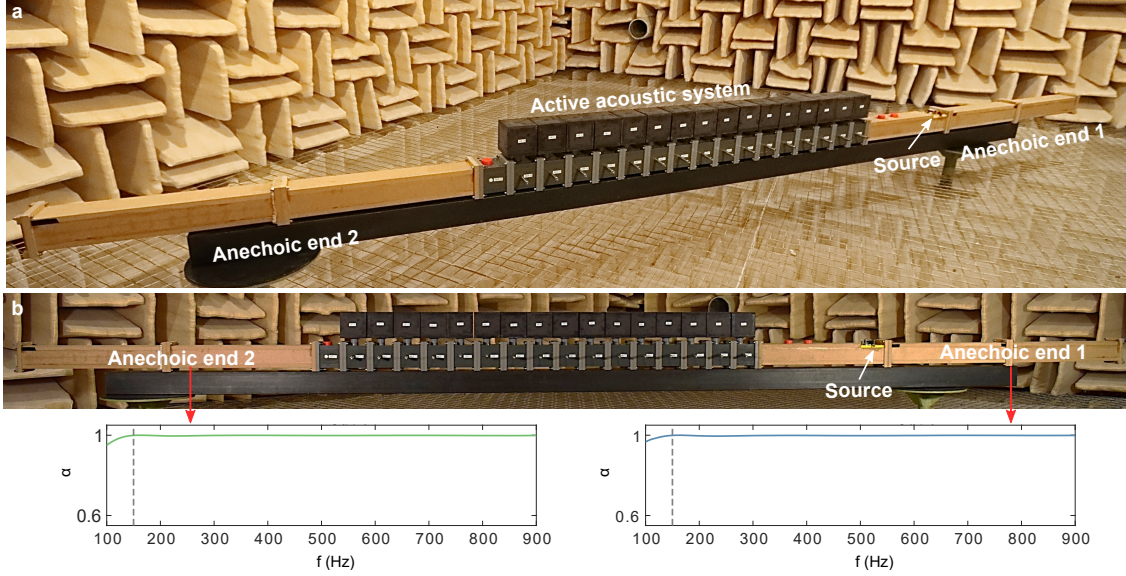 a
Active acoustic system
Source
Anechoic end 1
Anechoic end 2
b
Anechoic end 2
Anechoic end 1
Source
1
0.6
α
100 200 300 400 500 600 700 800 900
f (Hz)
1
0.6
α
100 200 300 400 500 600 700 800 900
f (Hz)